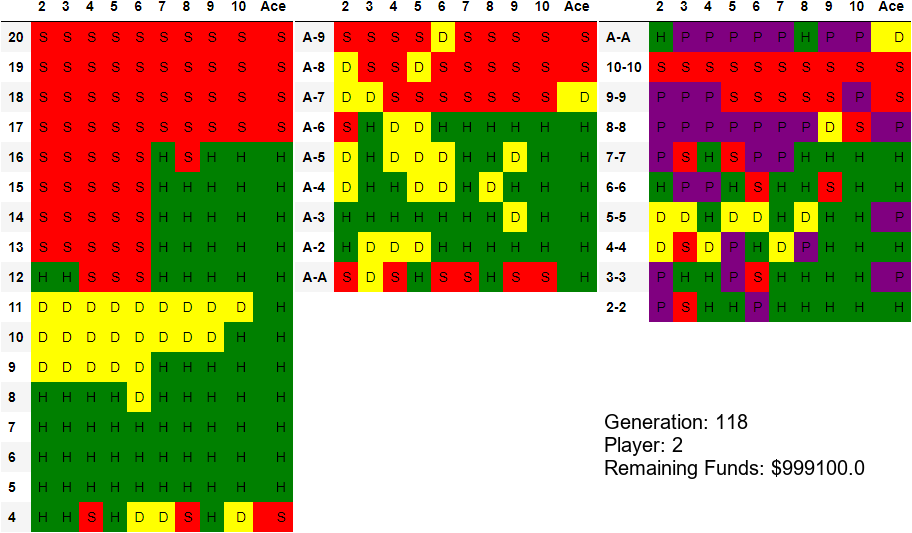 2 3 4 5 6 7 8 9 10 Ace
20 S S S S S S S S S S
19 S S S S S S S S S S
18 S S S S S S S S S S
17 S S S S S S S S S S
16 S S S S S H S H H H
15 S S S S S H H H H H
14 S S S S S H H H H H
13 S S S S S H H H H H
12 H H S S S H H H H H
11 D D D D D D D D D H
10 D D D D D D D D H H
9 D D D D D H H H H H
8 H H H H D H H H H H
7 H H H H H H H H H H
6 H H H H H H H H H H
5 H H H H H H H H H H
4 H H S H D D S H D S
2 3 4 5 6 7 8 9 10 Ace
A-9 S S S S D S S S S S
A-8 D S S D S S S S S S
A-7 D D S S S S S S S D
A-6 S H D D H H H H H H
A-5 D H D D D H H D H H
A-4 D H H D D H D H H H
A-3 H H H H H H H D H H
A-2 H D D D H H H H H H
A-A S D S H S S H S S H
2 3 4 5 6 7 8 9 10 Ace
A-A H P P P P P H P P D
10-10 S S S S S S S S S S
9-9 P P P S S S S S P S
8-8 P P P P P P P D S P
7-7 P S H S P P H H H H
6-6 H P P H S H H S H H
5-5 D D H D D H D H H P
4-4 D S D P H D P H H H
3-3 P H H P S H H H H P
2-2 P S H H P H H H H H
Generation: 118
Player: 2
Remaining Funds: $999100.0